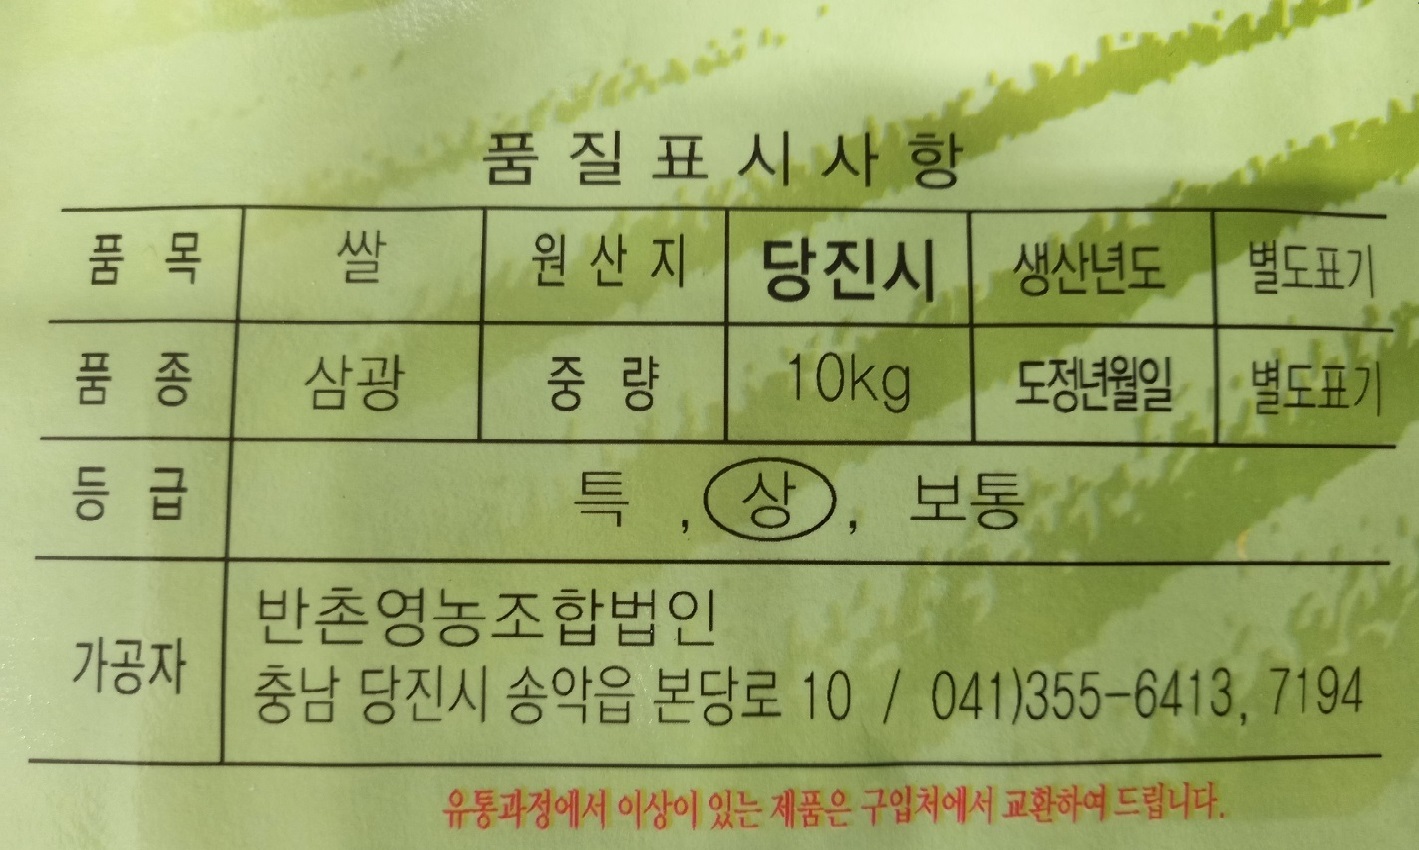 품 질 표 시 사 항
품 목 쌀 원 산 지 당진시 생산년도 별도표기
품 종 삼광 중 량 10kg 도정년월일 별도표기
등 급 특 , 상 , 보통
가공자 반촌영농조합법인
충남 당진시 송악읍 본당로 10 / 041)355-6413, 7194
유통과정에서 이상이 있는 제품은 구입처에서 교환하여 드립니다.